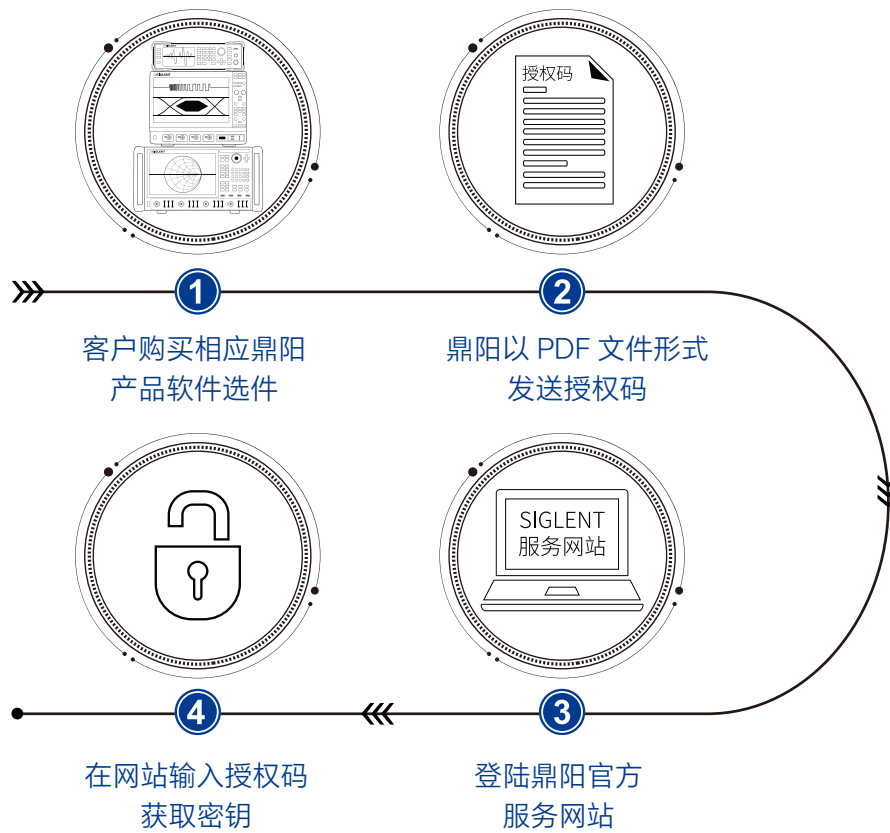 SIGLENT
SIGLENT
SIGLENT
授权码
1
客户购买相应鼎阳
产品软件选件
2
鼎阳以 PDF 文件形式
发送授权码
SIGLENT
服务网站
3
登陆鼎阳官方
服务网站
4
在网站输入授权码
获取密钥